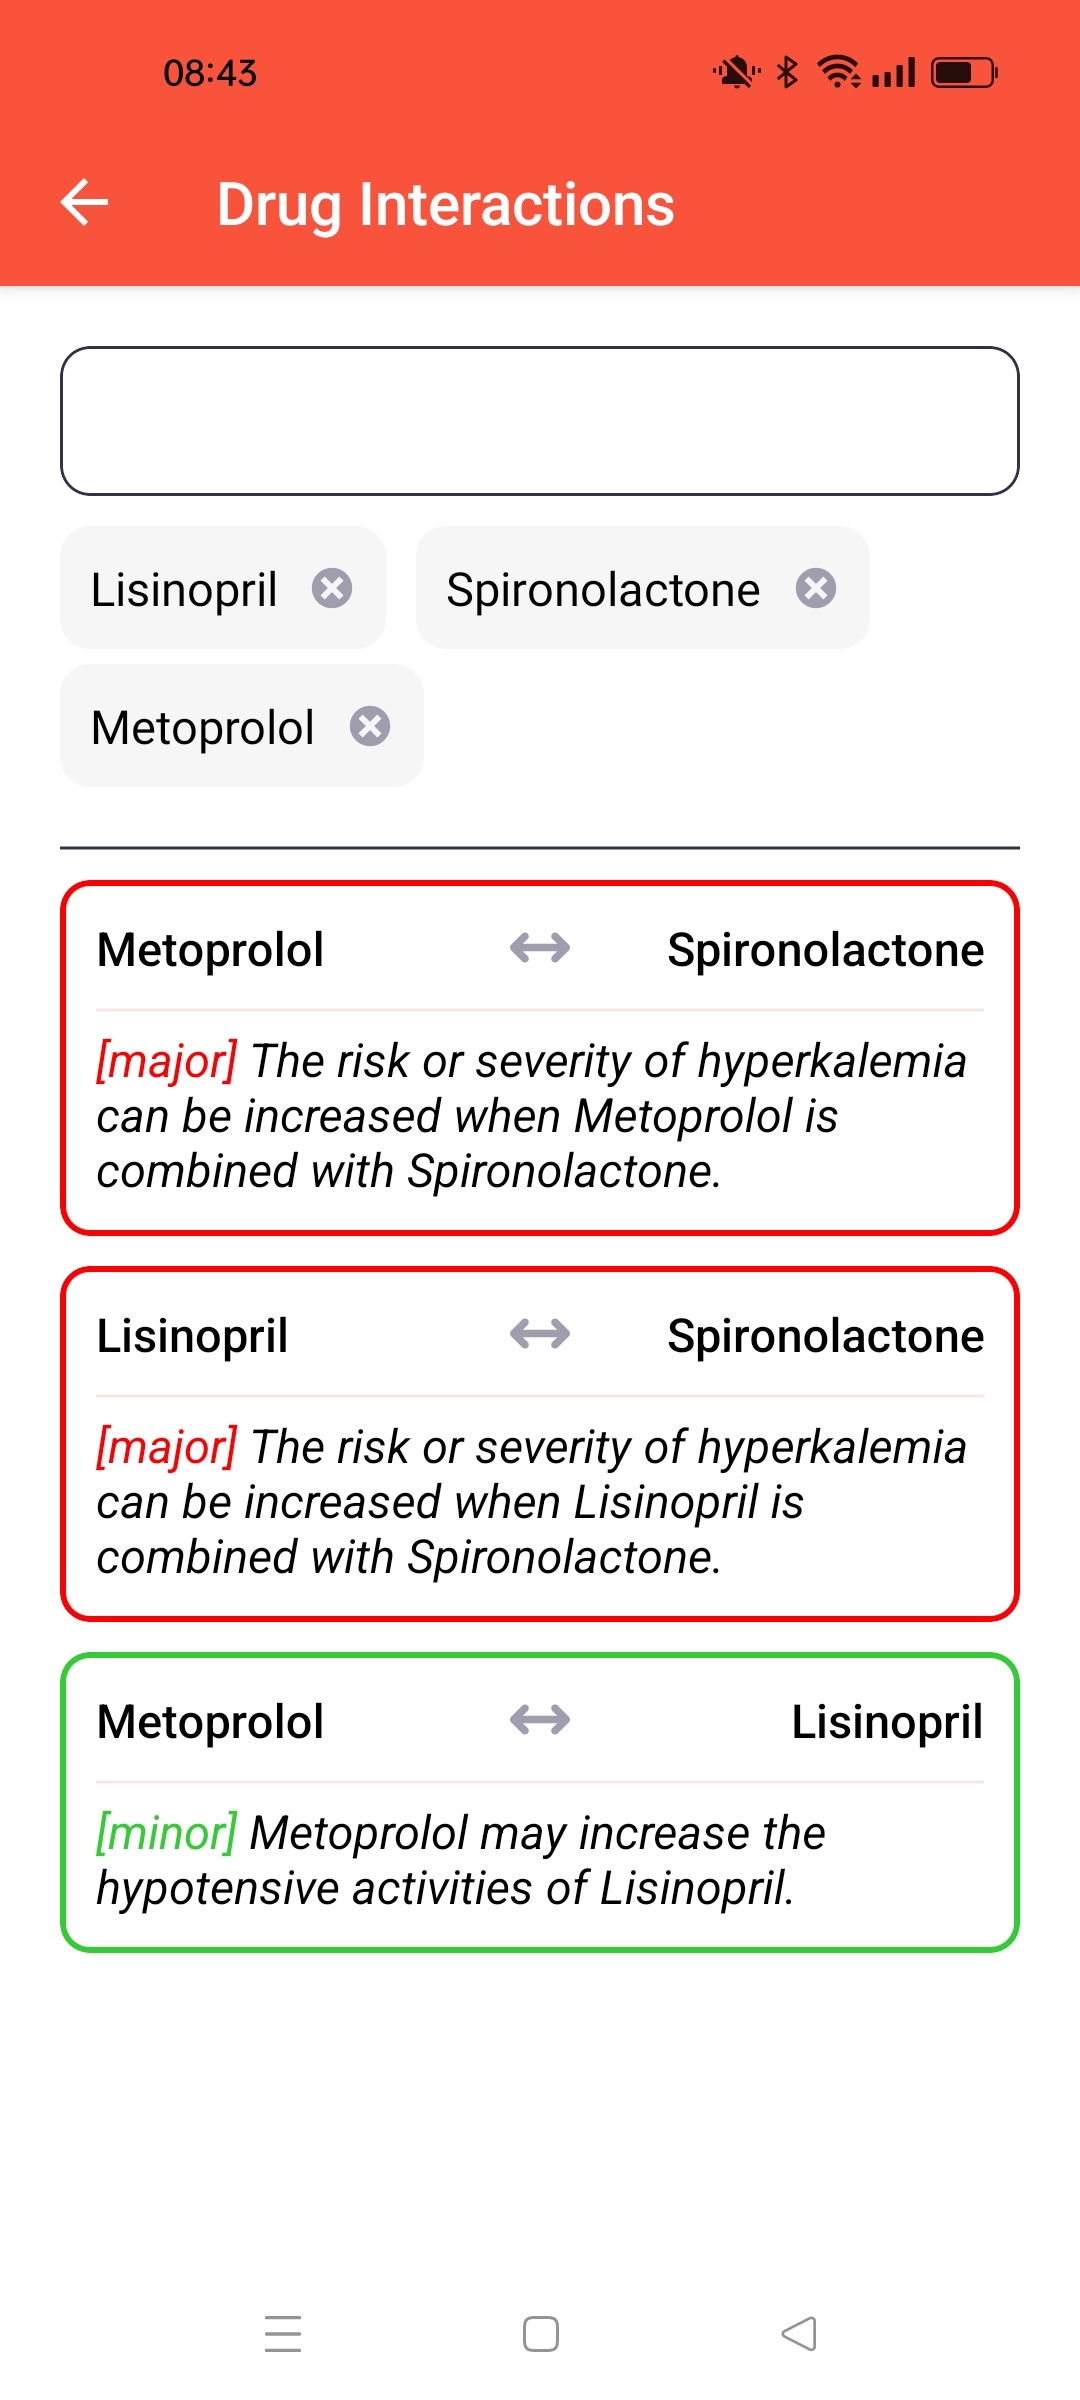 08:43
Drug Interactions
Lisinopril
Spironolactone
Metoprolol
Metoprolol Spironolactone
[major] The risk or severity of hyperkalemia
can be increased when Metoprolol is
combined with Spironolactone.
Lisinopril Spironolactone
[major] The risk or severity of hyperkalemia
can be increased when Lisinopril is
combined with Spironolactone.
Metoprolol Lisinopril
[minor] Metoprolol may increase the
hypotensive activities of Lisinopril.